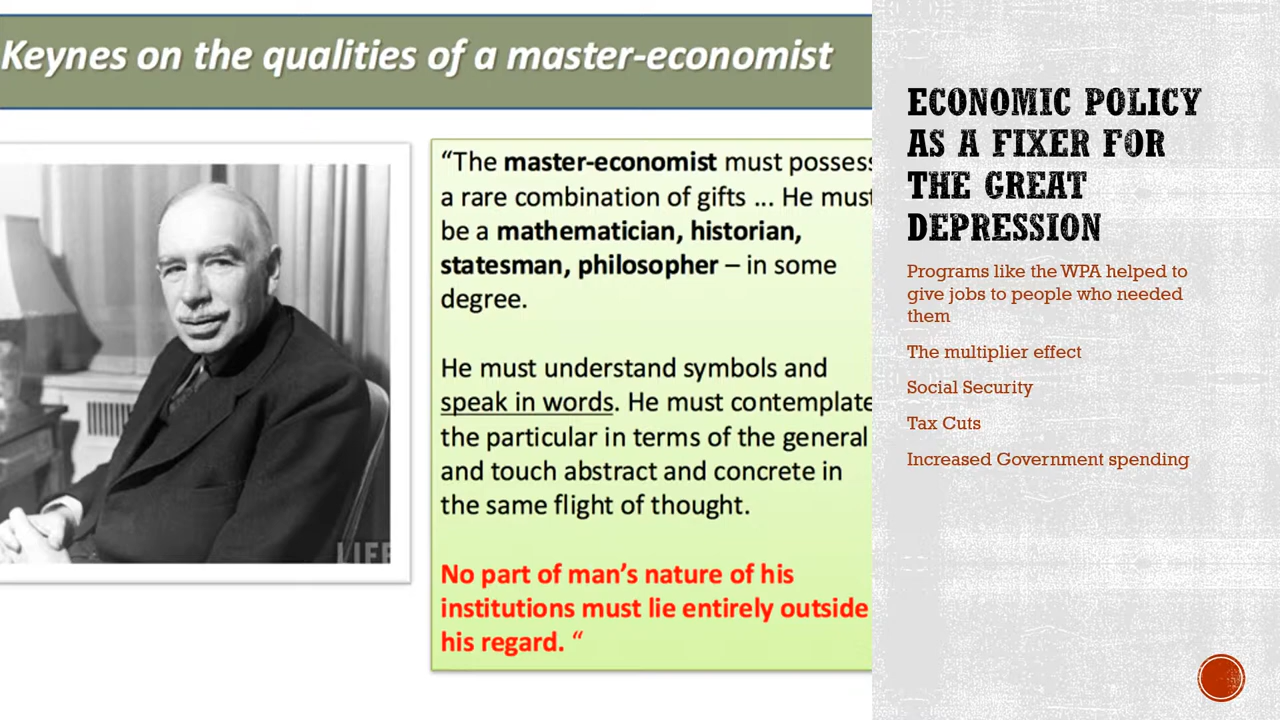 Keynes on the qualities of a master-economist
“The master-economist must possess
a rare combination of gifts ... He must
be a mathematician, historian,
statesman, philosopher – in some
degree.
He must understand symbols and
speak in words. He must contemplate
the particular in terms of the general
and touch abstract and concrete in
the same flight of thought.
No part of man’s nature of his
institutions must lie entirely outside
his regard. “
LIFE
ECONOMIC POLICY
AS A FIXER FOR
THE GREAT
DEPRESSION
Programs like the WPA helped to
give jobs to people who needed
them
The multiplier effect
Social Security
Tax Cuts
Increased Government spending